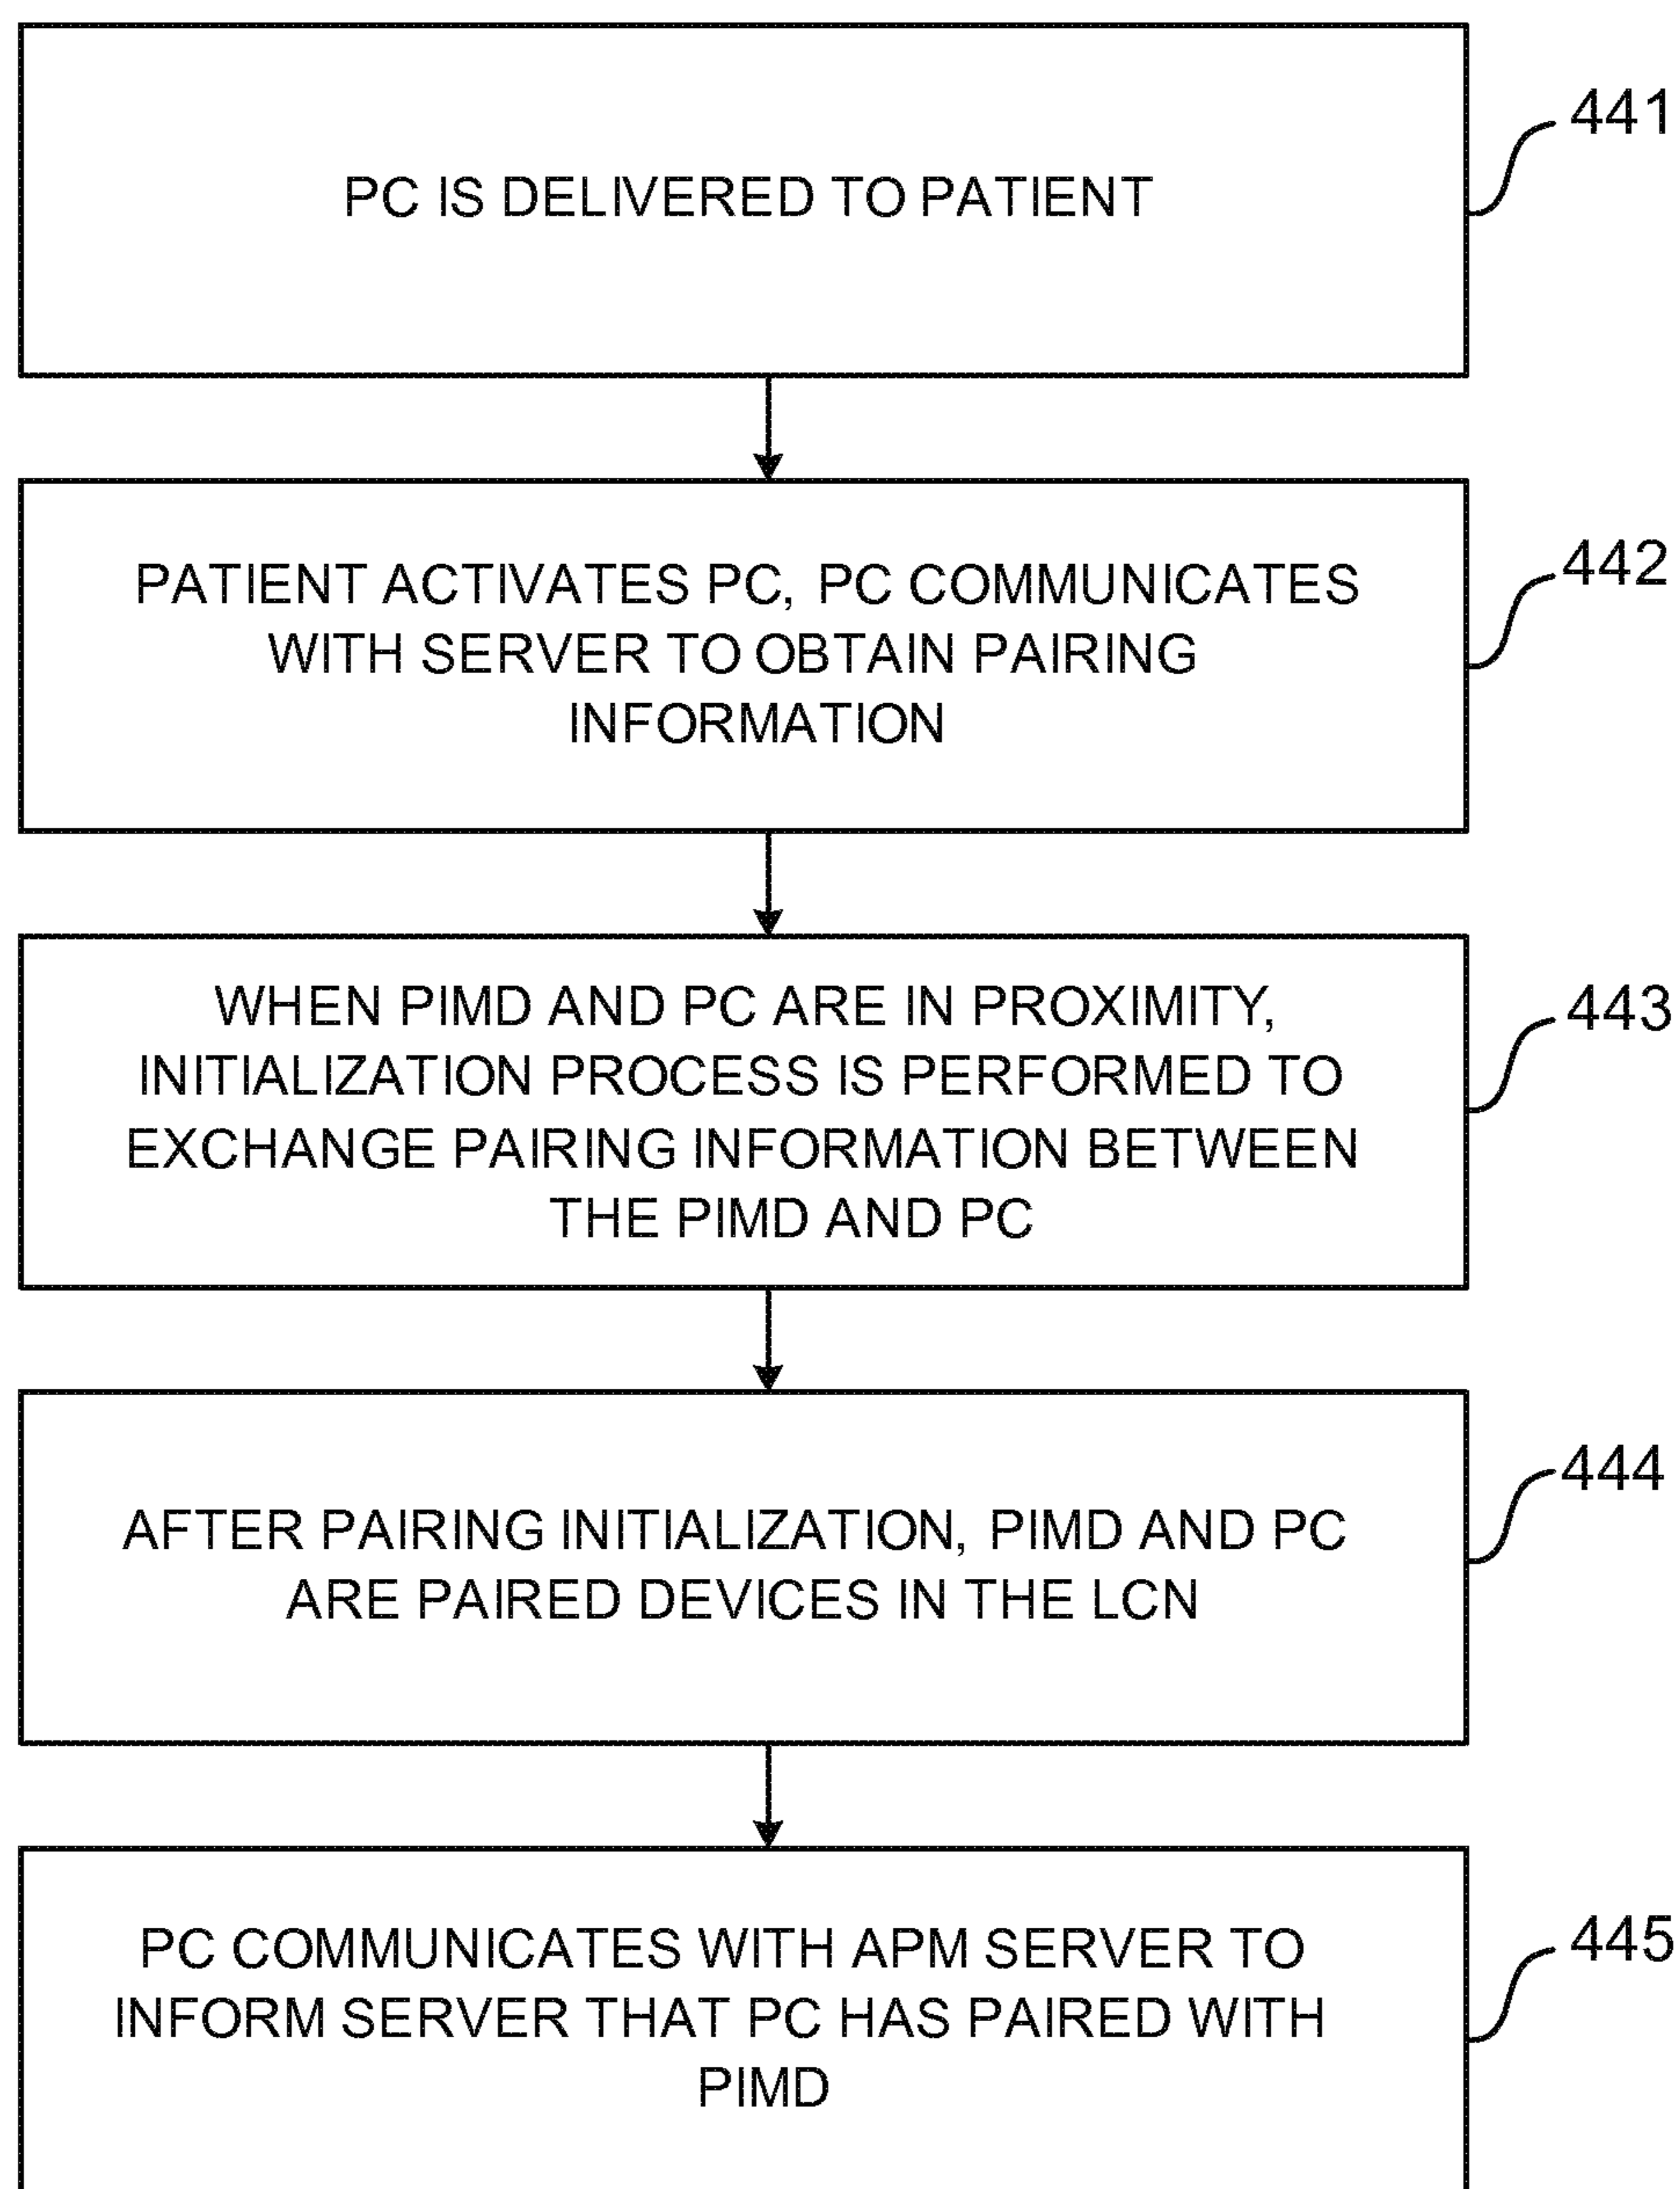 PC IS DELIVERED TO PATIENT
441
PATIENT ACTIVATES PC, PC COMMUNICATES
WITH SERVER TO OBTAIN PAIRING
INFORMATION
442
WHEN PIMD AND PC ARE IN PROXIMITY,
INITIALIZATION PROCESS IS PERFORMED TO
EXCHANGE PAIRING INFORMATION BETWEEN
THE PIMD AND PC
443
AFTER PAIRING INITIALIZATION, PIMD AND PC
ARE PAIRED DEVICES IN THE LCN
444
PC COMMUNICATES WITH APM SERVER TO
INFORM SERVER THAT PC HAS PAIRED WITH
PIMD
445